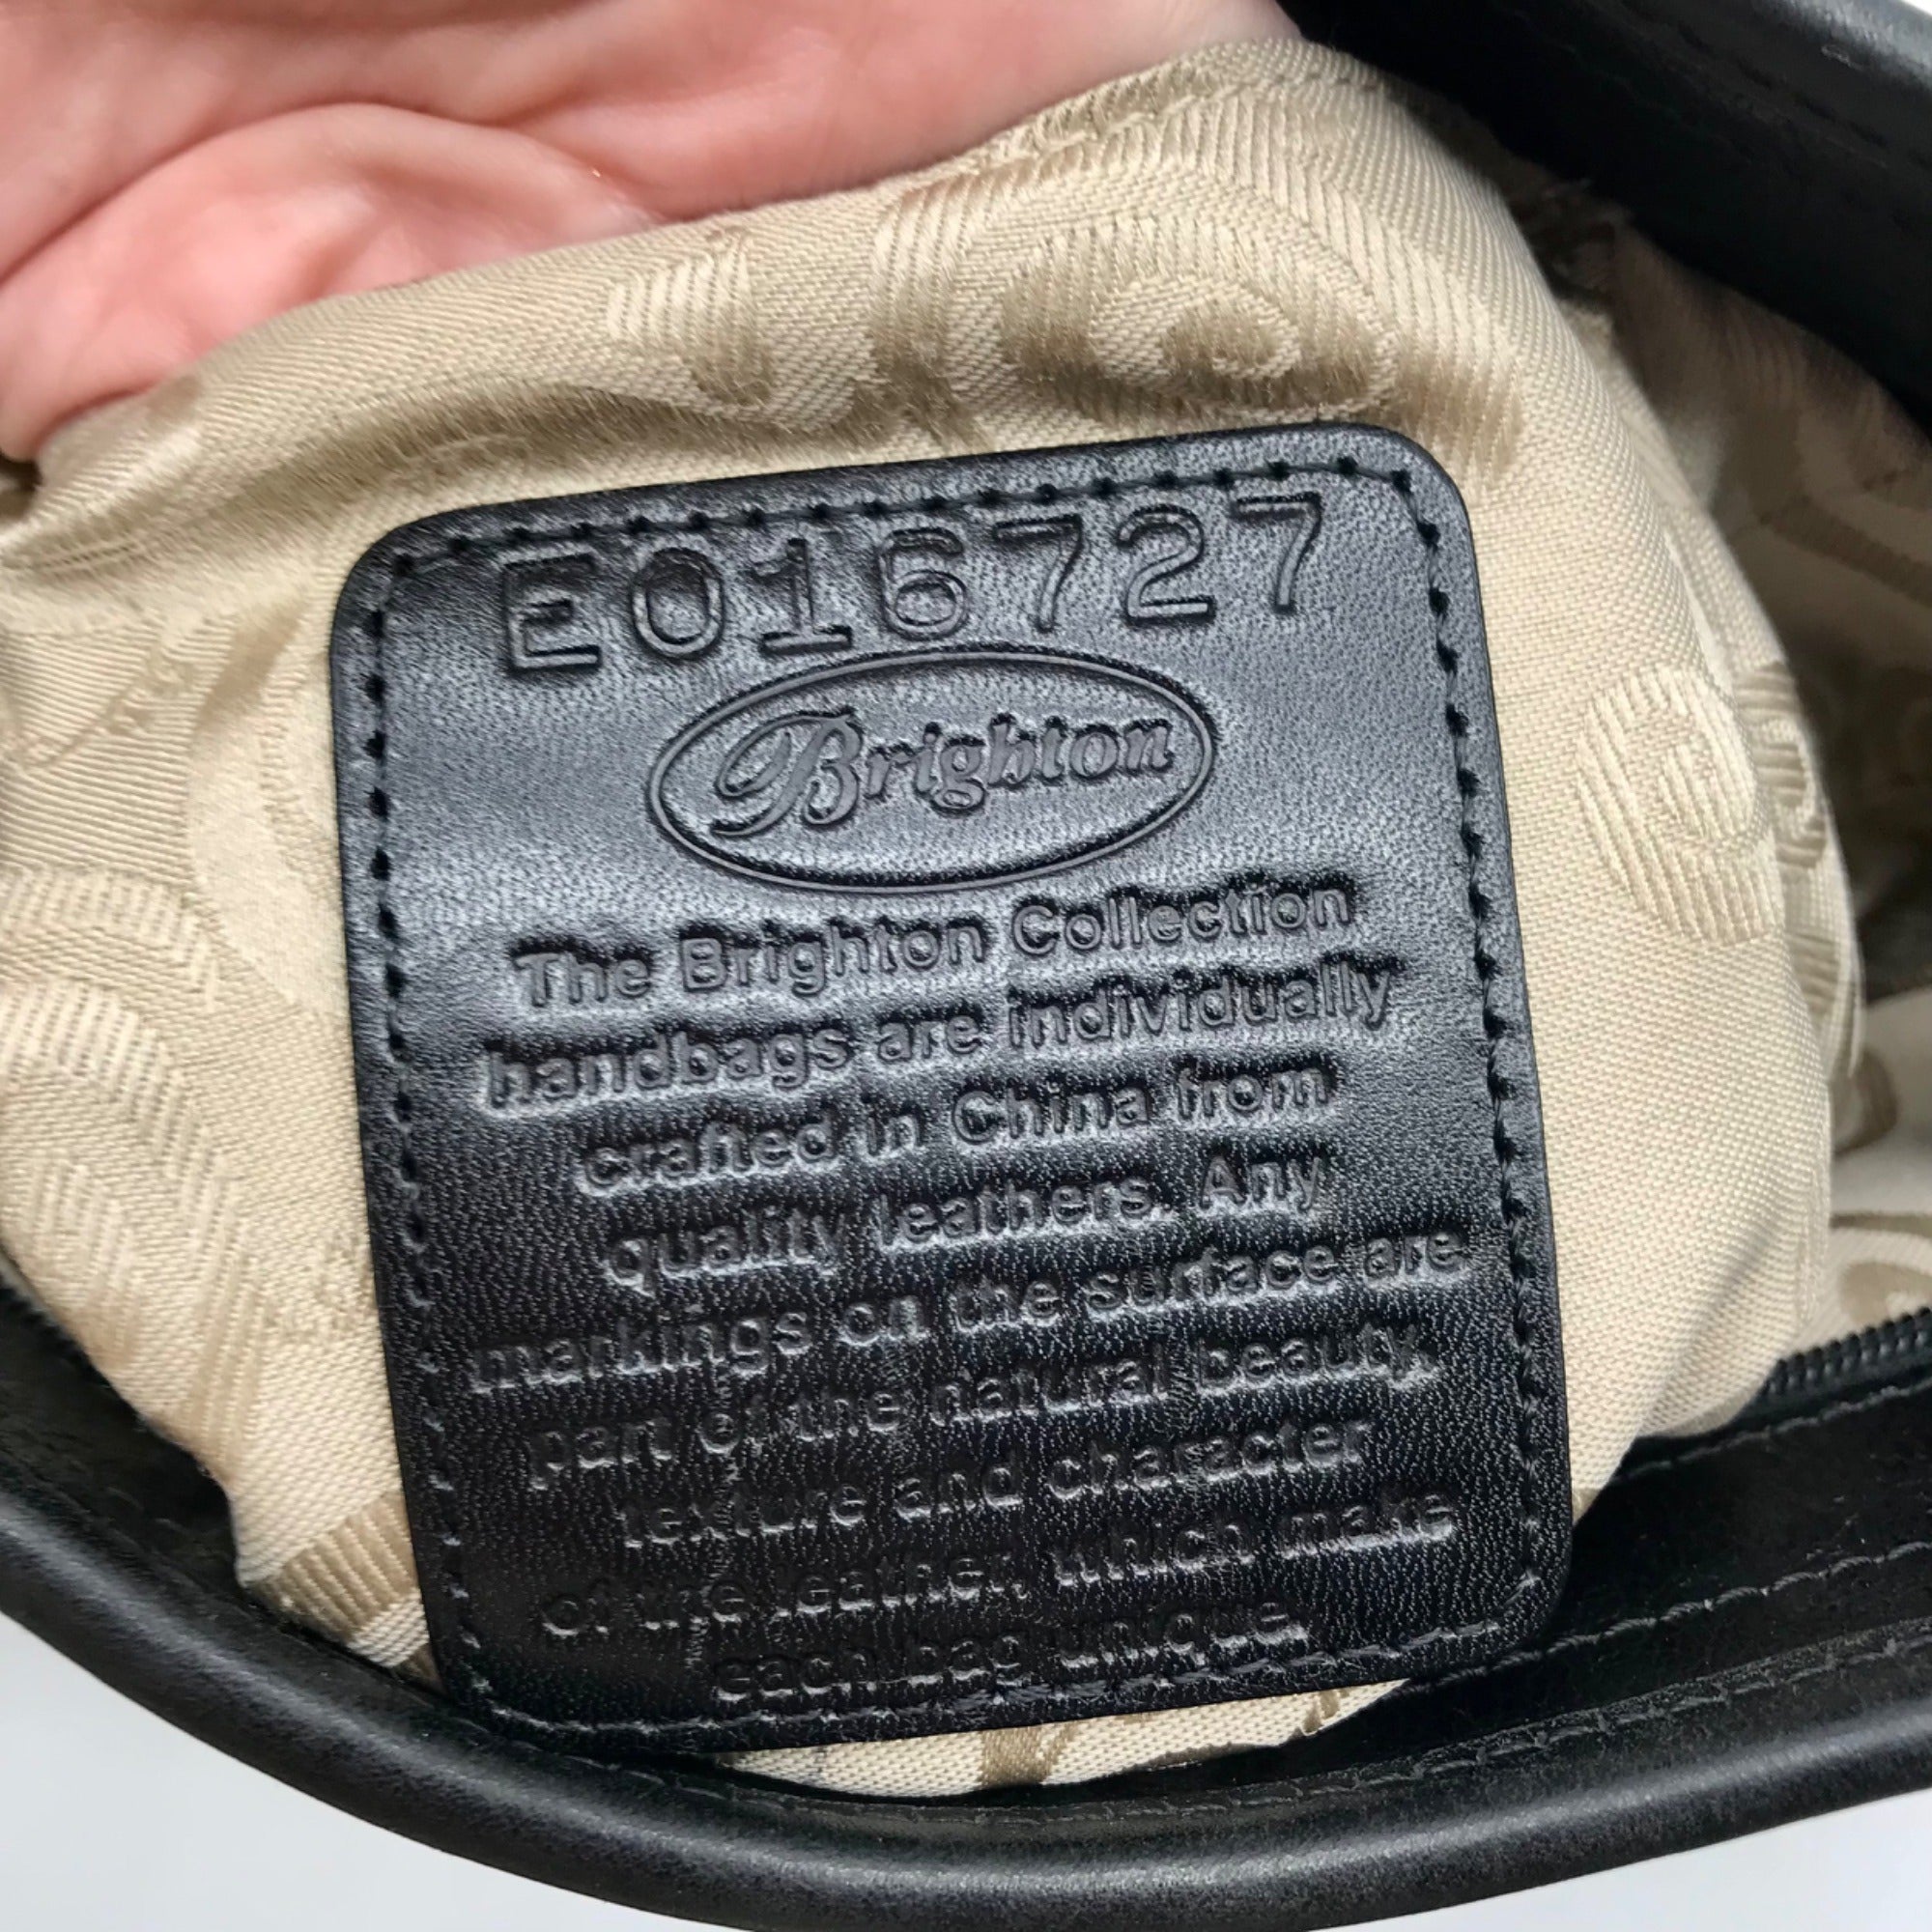 E016727
Brighton
The Brighton Collection
handbags are individually
crafted in China from
quality leathers. Any
markings on the surface are
part of the natural beauty,
texture and character
of the leather, which make
each bag unique.